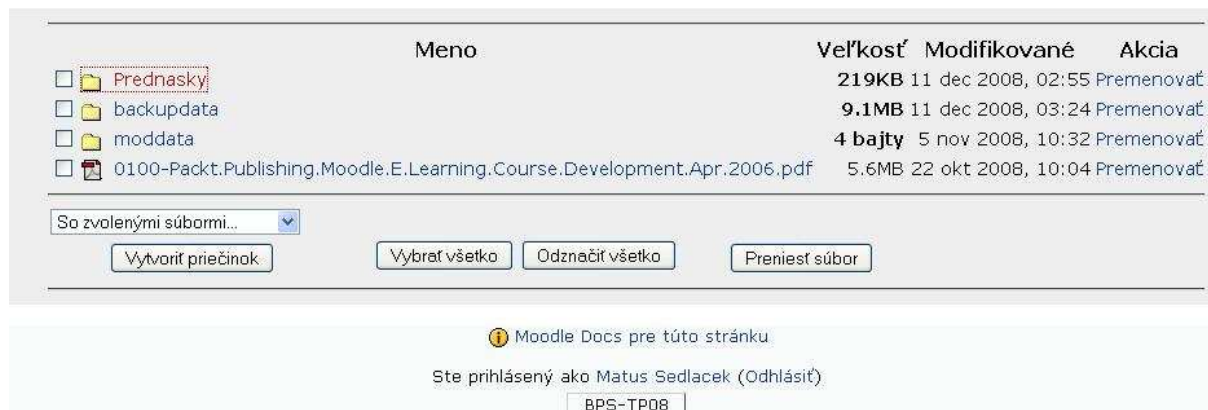 Meno Veľkosť Modifikované Akcia
Prednasky 219KB 11 dec 2008, 02:55 Premenovať
backupdata 9.1MB 11 dec 2008, 03:24 Premenovať
moddata 4 bajty 5 nov 2008, 10:32 Premenovať
0100-Packt.Publishing.Moodle.E.Learning.Course.Development.Apr.2006.pdf 5.6MB 22 okt 2008, 10:04 Premenovať
So zvolenými súbormi...
Vytvoriť priečinok Vybrať všetko Odznačiť všetko Preniesť súbor
Moodle Docs pre túto stránku
Ste prihlásený ako Matus Sedlacek (Odhlásiť)
BPS-TP08